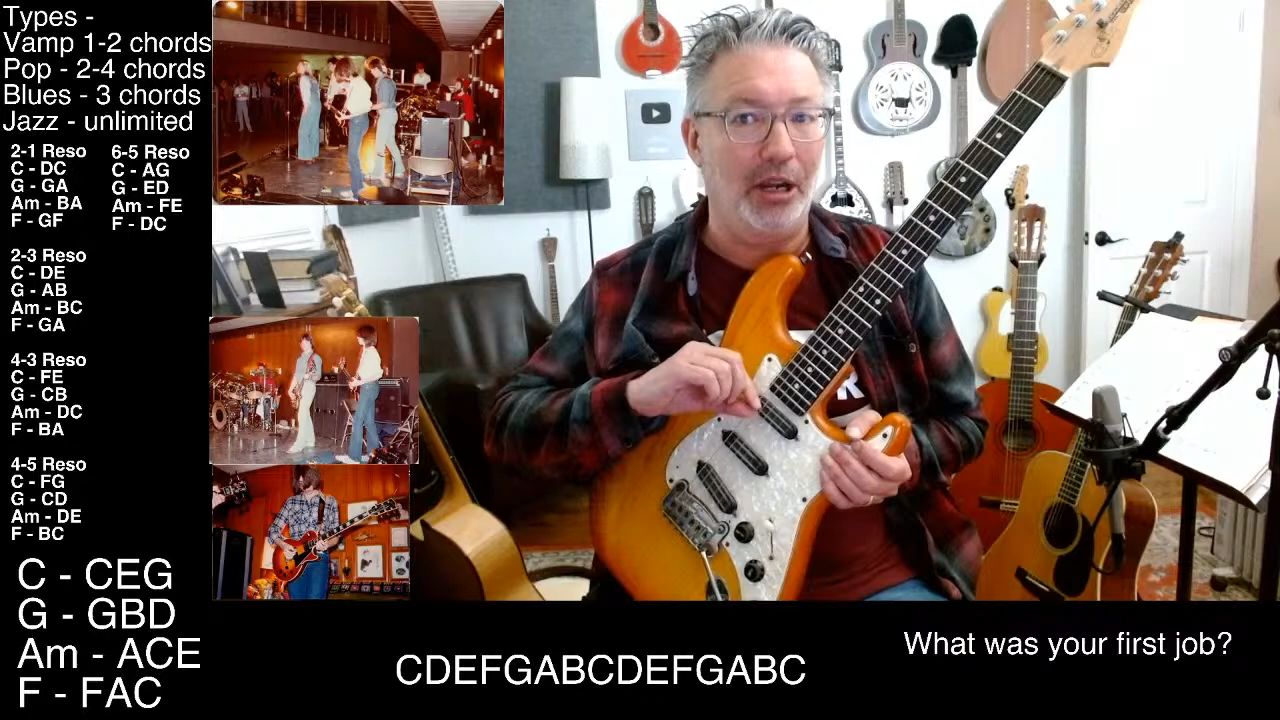 Types -
Vamp 1-2 chords
Pop - 2-4 chords
Blues - 3 chords
Jazz - unlimited
2-1 Reso
C - DC
G - GA
Am - BA
F - GF
6-5 Reso
C - AG
G - ED
Am - FE
F - DC
2-3 Reso
C - DE
G - AB
Am - BC
F - GA
4-3 Reso
C - FE
G - CB
Am - DC
F - BA
4-5 Reso
C - FG
G - CD
Am - DE
F - BC
C - CEG
G - GBD
Am - ACE
F - FAC
CDEFGABCDEFGABC
What was your first job?